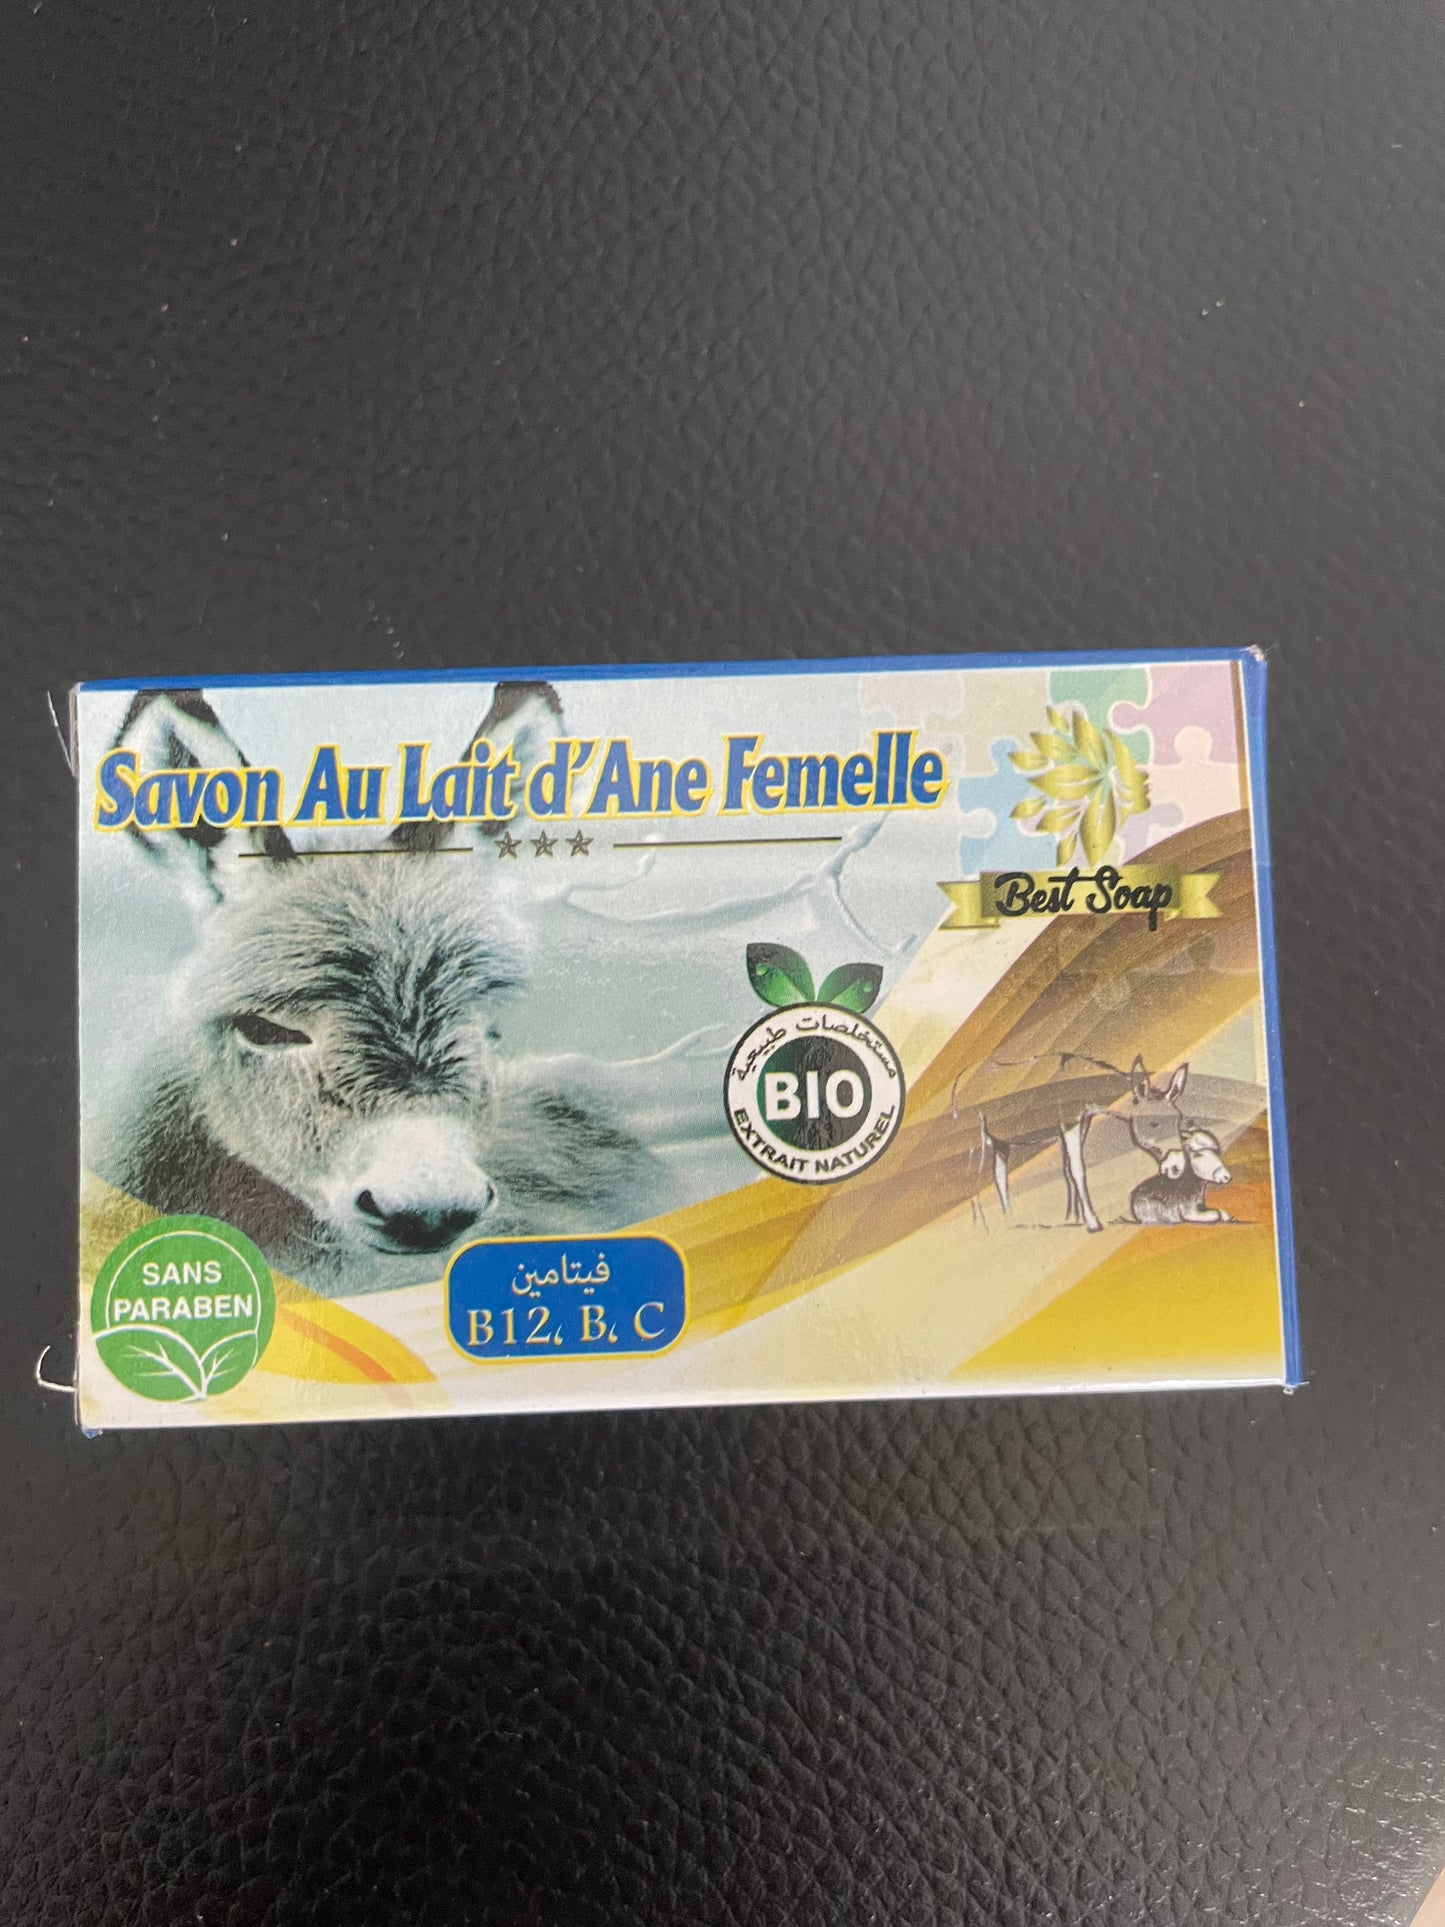 Savon Au Lait d'Ane Femelle
Best Soap
مستخلصات طبيعية
BIO
EXTRAIT NATUREL
SANS
PARABEN
فيتامين
B12، B، C